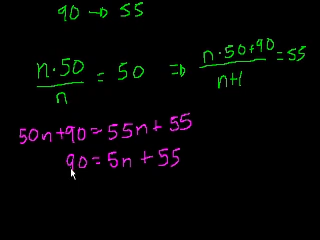 90 → 55
n·50/n = 50 ⇒ n·50+90/n+1 = 55
50n+90 = 55n + 55
90 = 5n + 55